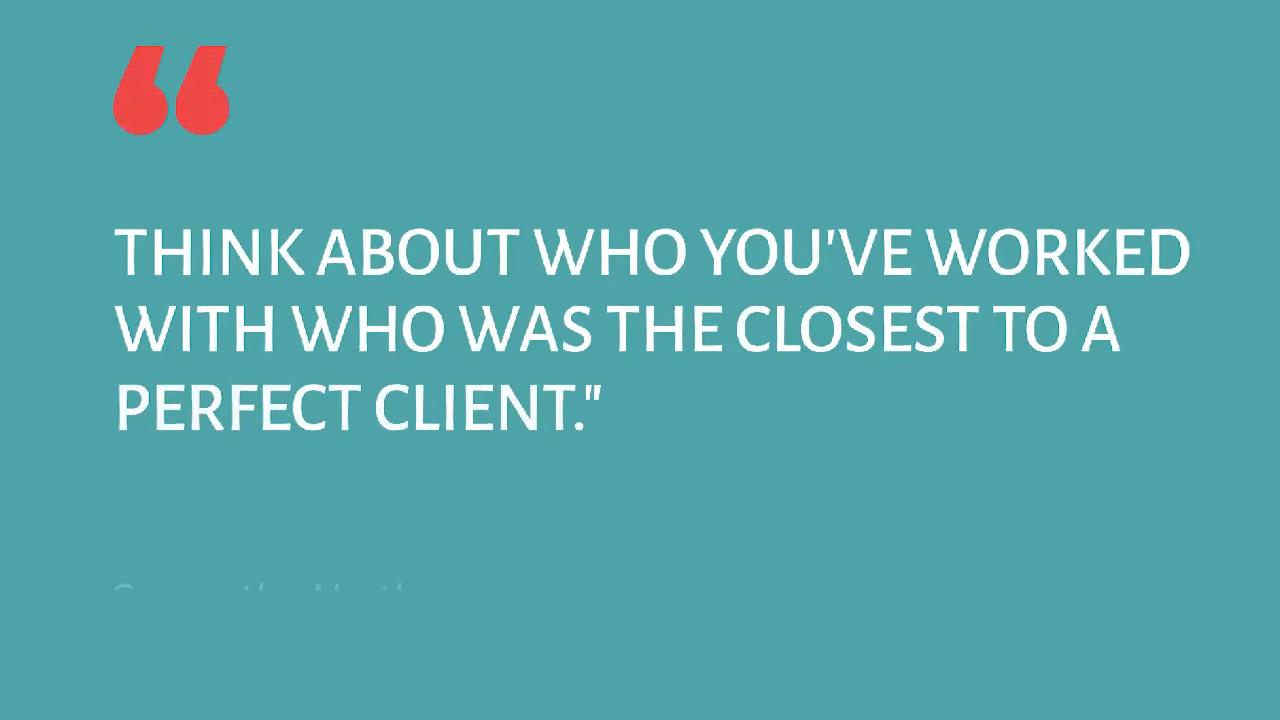 “
THINK ABOUT WHO YOU'VE WORKED
WITH WHO WAS THE CLOSEST TO A
PERFECT CLIENT."